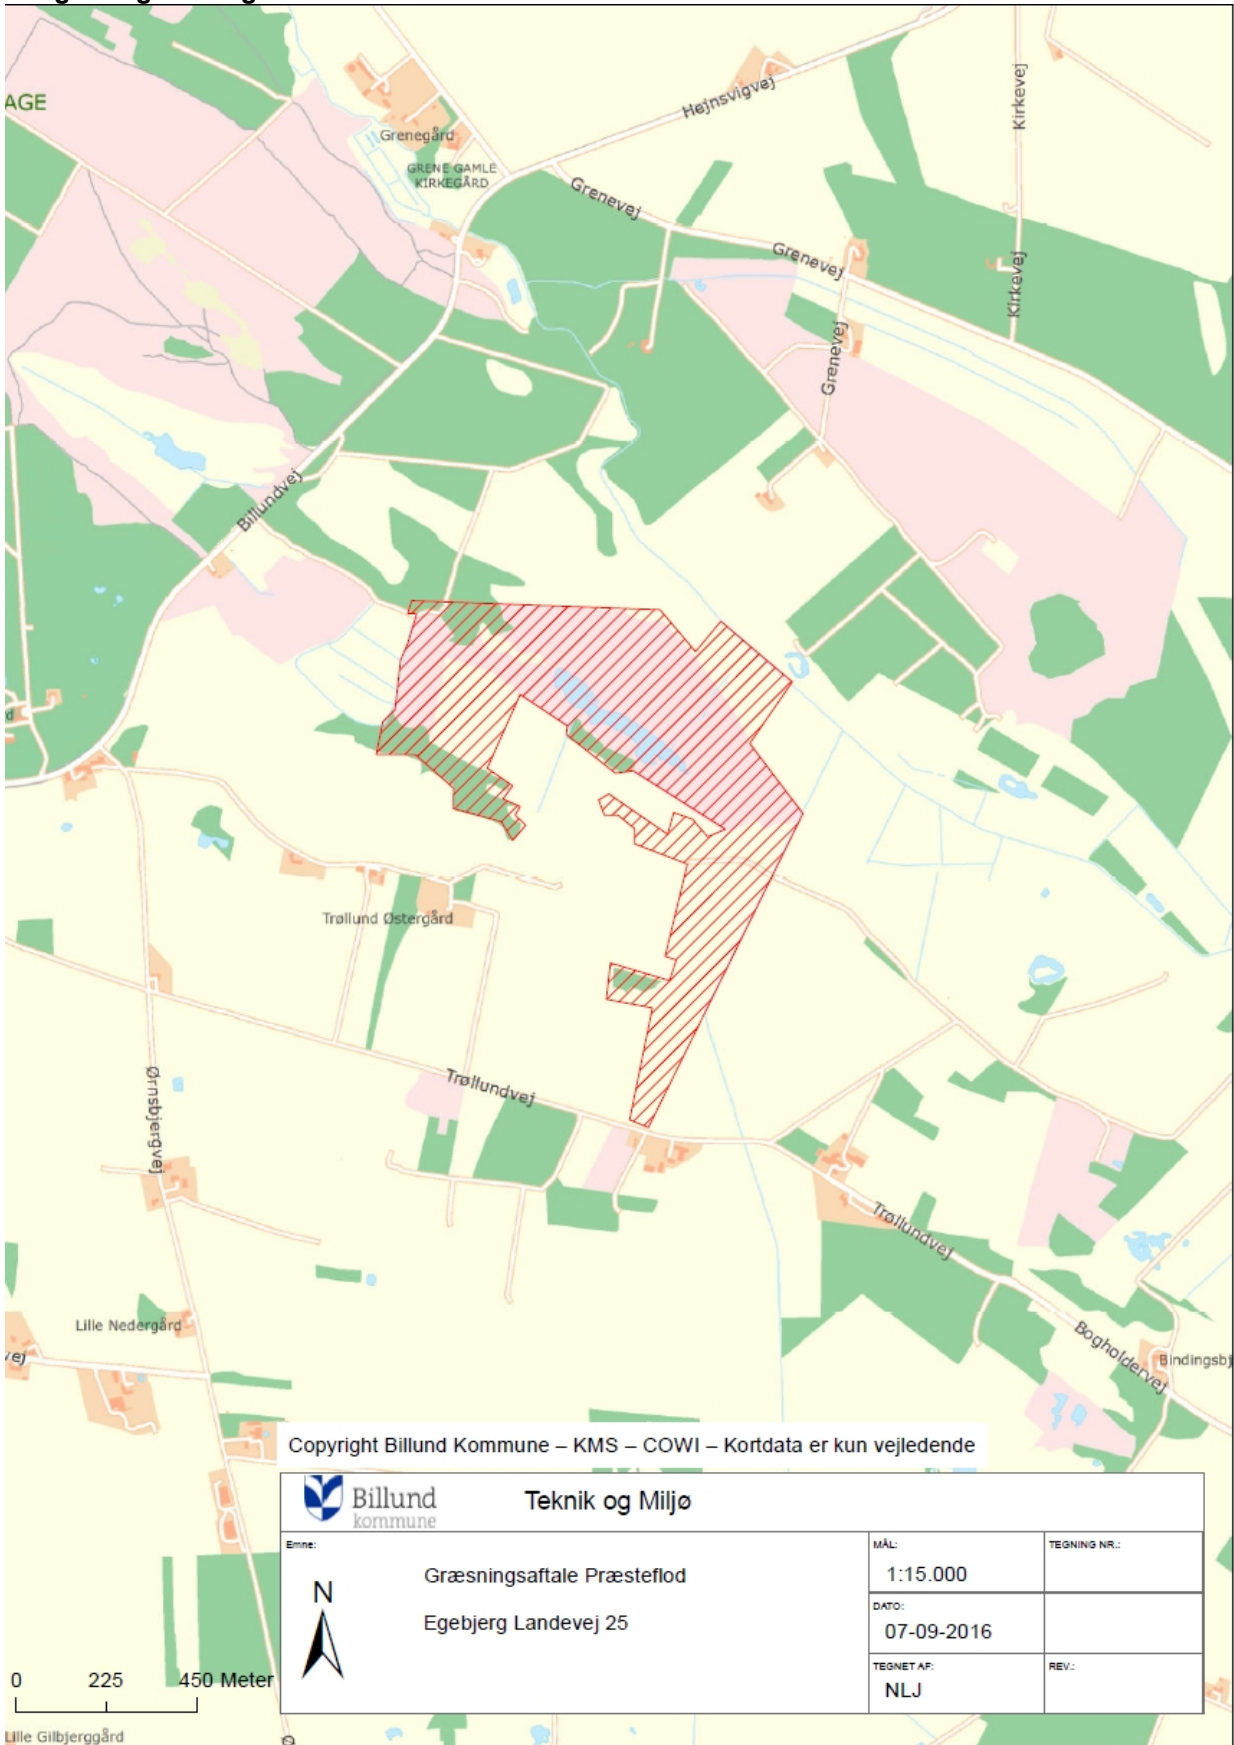 AGE
Hejnsvigvej
Kirkevej
Grenegård
GRENE GAMLE
KIRKEGÅRD
Grenevej
Grenevej
Kirkevej
Grenevej
Billundvej
Trøllund Østergård
Trøllundvej
Ørnsbjergvej
Trøllundvej
Lille Nedergård
Bogholdervej
Bindingsbj
vej
Copyright Billund Kommune – KMS – COWI – Kortdata er kun vejledende
Billund
kommune
Teknik og Miljø
Emne:
Græsningsaftale Præsteflod
Egebjerg Landevej 25
N
MÅL:
1:15.000
TEGNING NR.:
DATO:
07-09-2016
TEGNET AF:
NLJ
REV.:
0 225 450 Meter
Lille Gilbjerggård